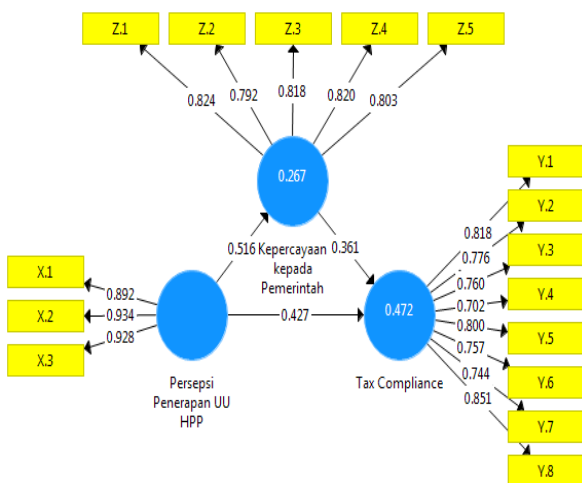 Z.1
Z.2
Z.3
Z.4
Z.5
0.824
0.792
0.818
0.820
0.803
0.267
Kepercayaan
kepada
Pemerintah
0.516
0.361
X.1
X.2
X.3
0.892
0.934
0.928
Persepsi
Penerapan UU
HPP
0.427
0.472
Tax Compliance
0.818
0.776
0.760
0.702
0.800
0.757
0.744
0.851
Y.1
Y.2
Y.3
Y.4
Y.5
Y.6
Y.7
Y.8